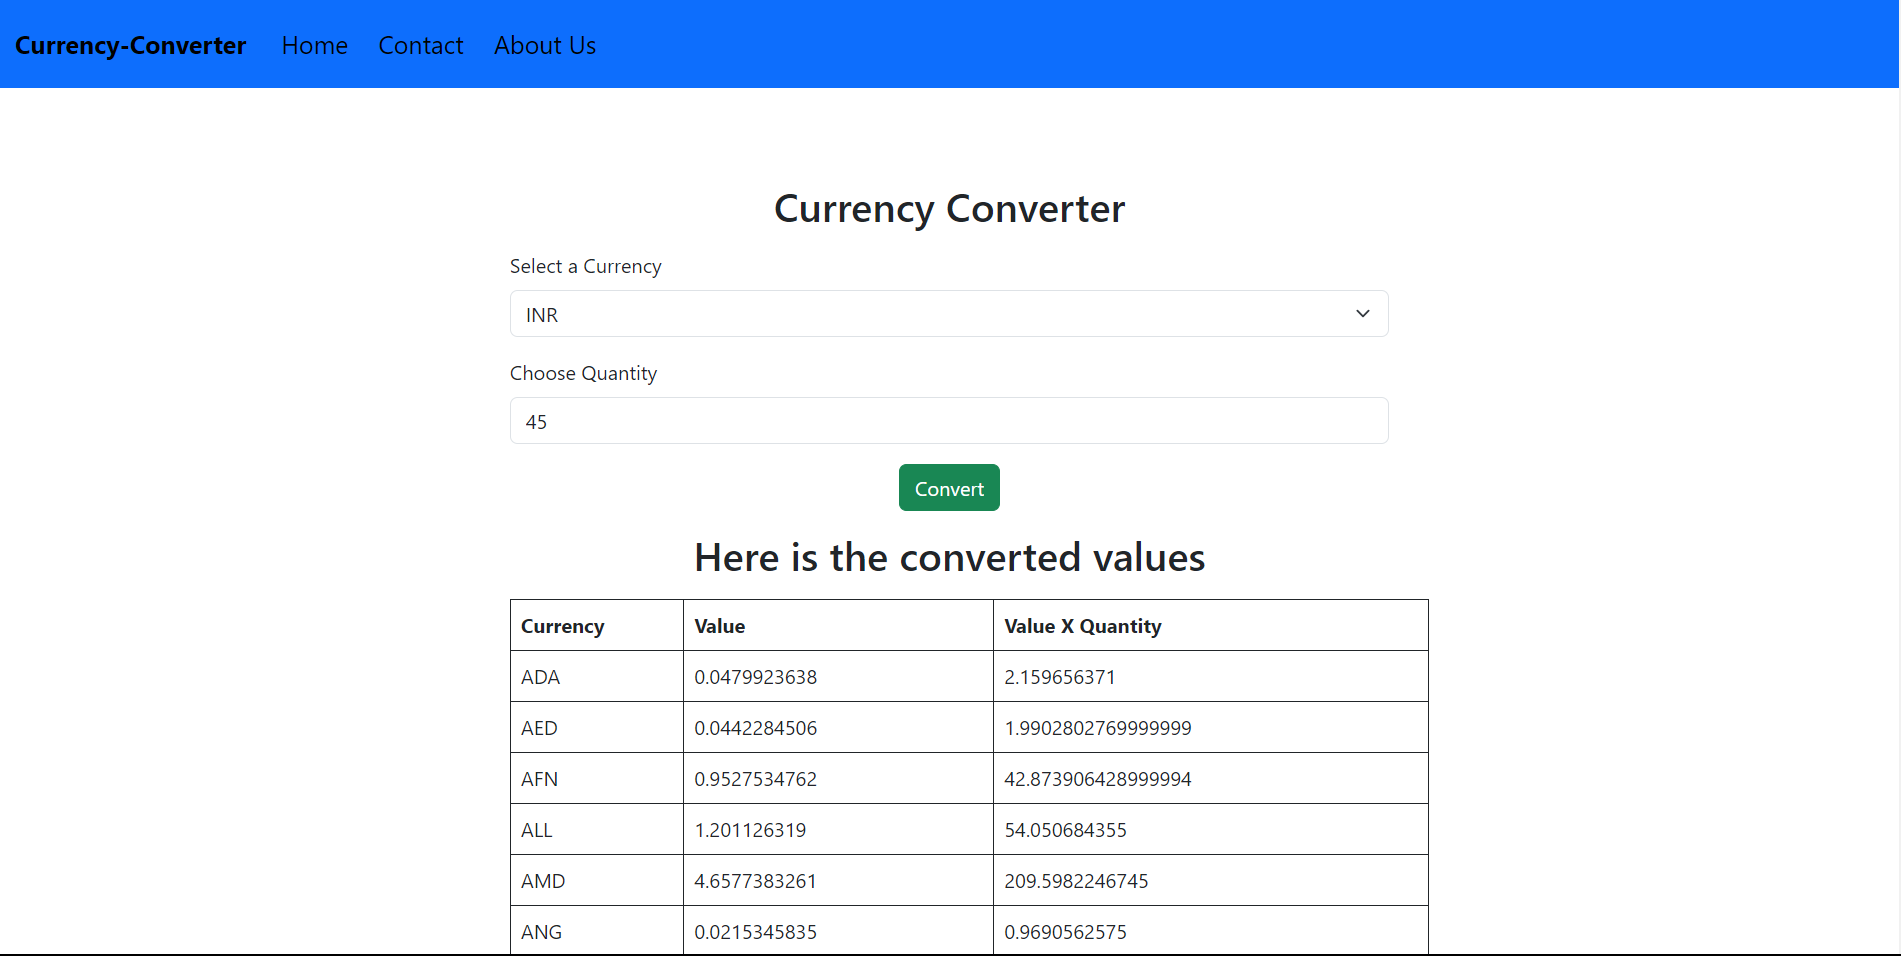 Currency-Converter Home Contact About Us
Currency Converter
Select a Currency
INR
Choose Quantity
45
Convert
Here is the converted values
Currency Value Value X Quantity
ADA 0.0479923638 2.159656371
AED 0.0442284506 1.9902802769999999
AFN 0.9527534762 42.873906428999994
ALL 1.201126319 54.050684355
AMD 4.6577383261 209.5982246745
ANG 0.0215345835 0.9690562575